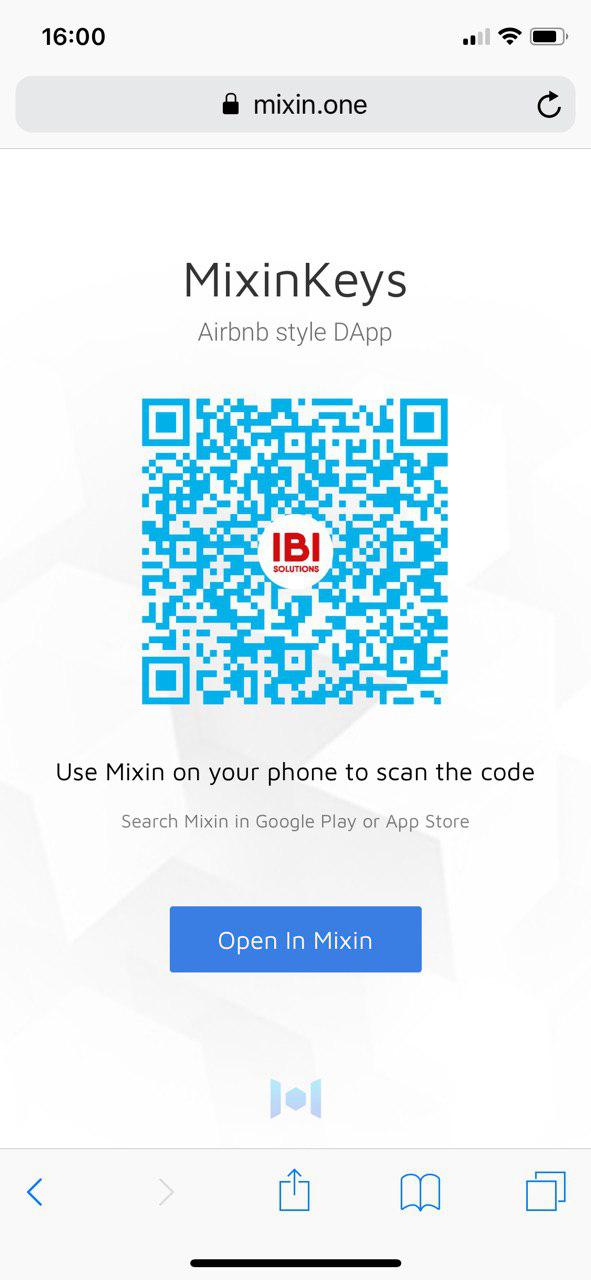 16:00
mixin.one
MixinKeys
Airbnb style DApp
IBI
SOLUTIONS
Use Mixin on your phone to scan the code
Search Mixin in Google Play or App Store
Open In Mixin